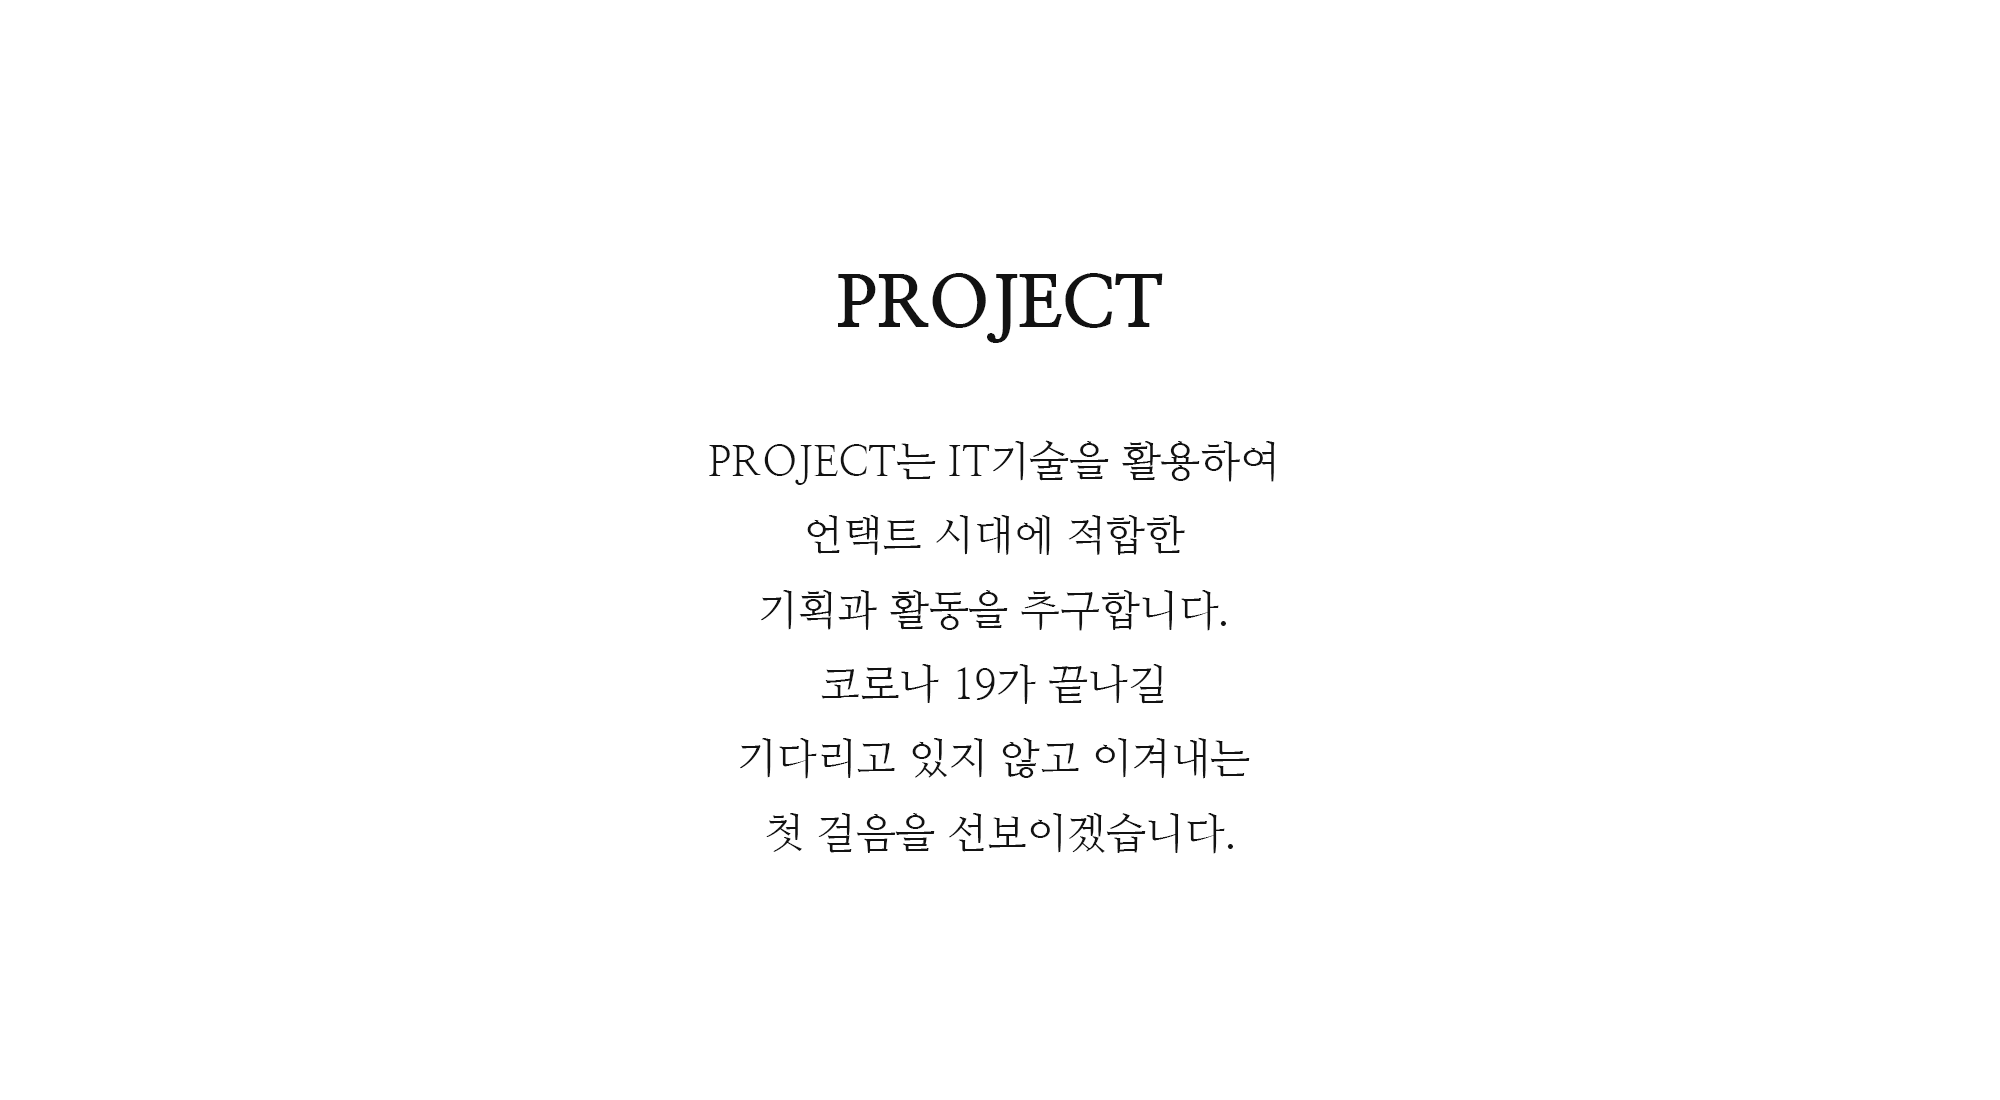 PROJECT
PROJECT는 IT기술을 활용하여
언택트 시대에 적합한
기획과 활동을 추구합니다.
코로나 19가 끝나길
기다리고 있지 않고 이겨내는
첫 걸음을 선보이겠습니다.